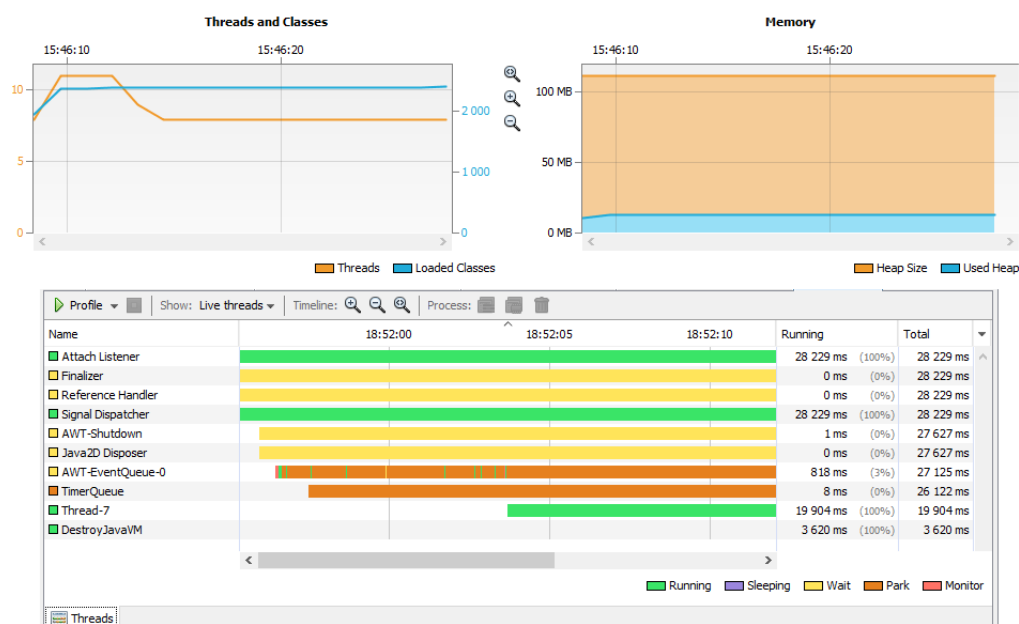 Threads and Classes
Memory
15:46:10 15:46:20
15:46:10 15:46:20
10
5
0
2 000
1 000
0
100 MB
50 MB
0 MB
Threads Loaded Classes
Heap Size Used Heap
Profile Show: Live threads Timeline: Process:
Name 18:52:00 18:52:05 18:52:10 Running Total
Attach Listener 28 229 ms (100%) 28 229 ms
Finalizer 0 ms (0%) 28 229 ms
Reference Handler 0 ms (0%) 28 229 ms
Signal Dispatcher 28 229 ms (100%) 28 229 ms
AWT-Shutdown 1 ms (0%) 27 627 ms
Java2D Disposer 0 ms (0%) 27 627 ms
AWT-EventQueue-0 818 ms (3%) 27 125 ms
TimerQueue 8 ms (0%) 26 122 ms
Thread-7 19 904 ms (100%) 19 904 ms
DestroyJavaVM 3 620 ms (100%) 3 620 ms
Running Sleeping Wait Park Monitor
Threads